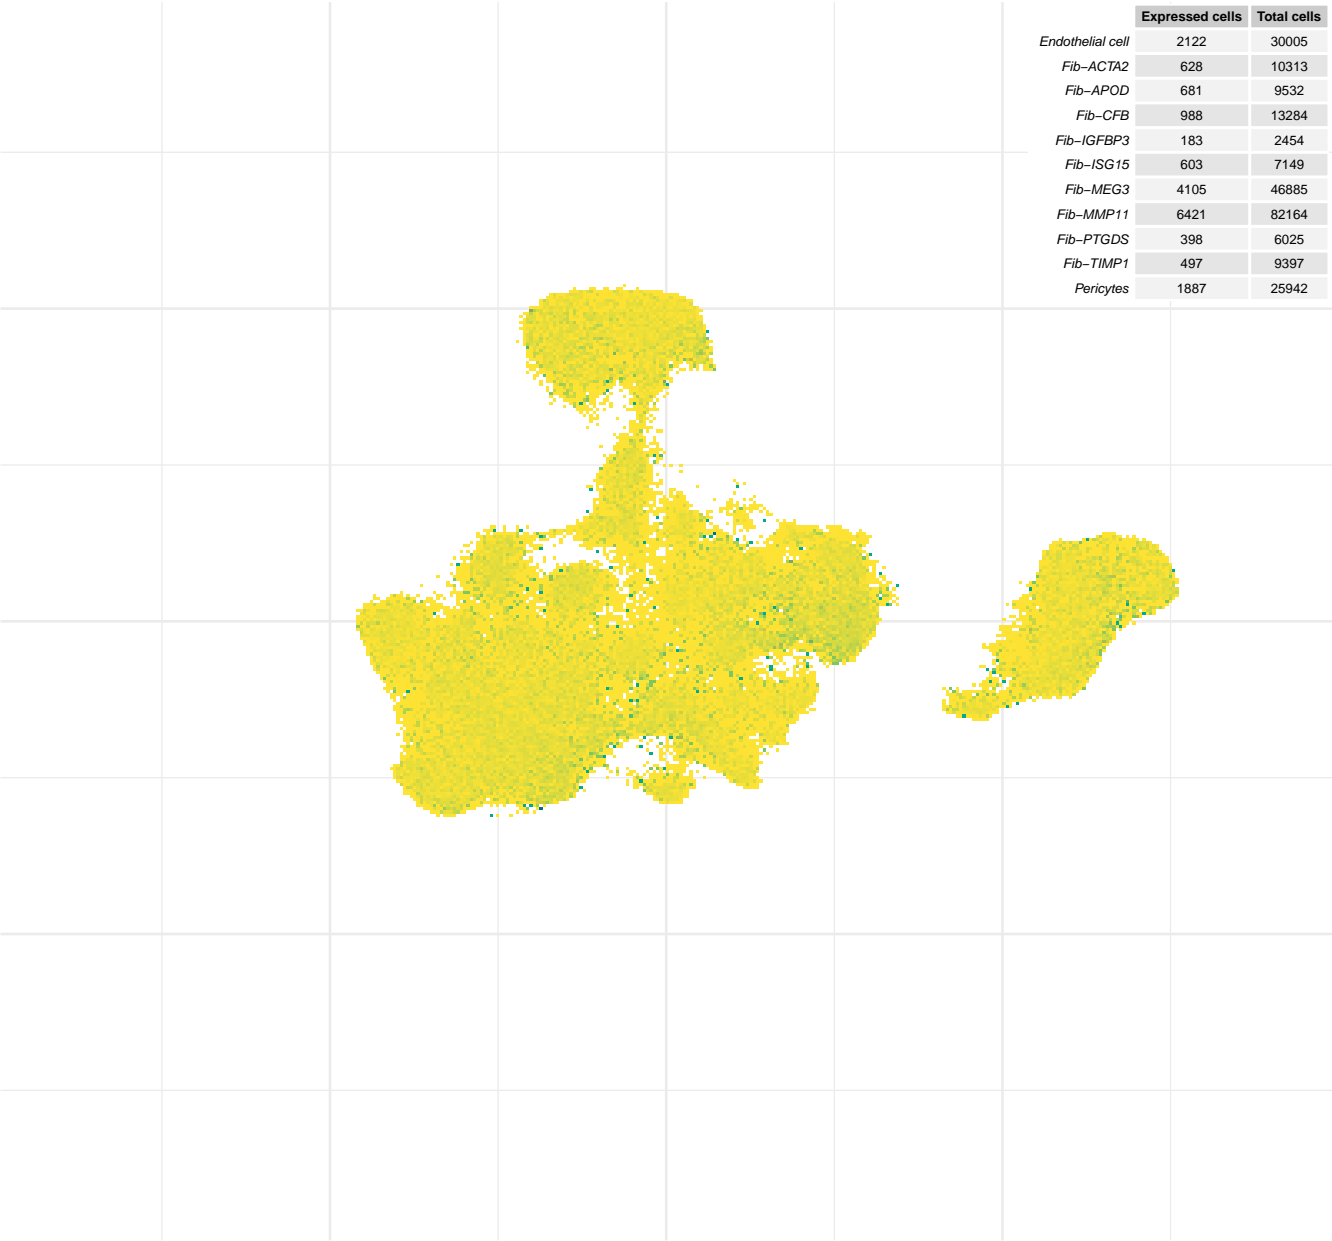 Expressed cells Total cells
Endothelial cell 2122 30005
Fib−ACTA2 628 10313
Fib−APOD 681 9532
Fib−CFB 988 13284
Fib−IGFBP3 183 2454
Fib−ISG15 603 7149
Fib−MEG3 4105 46885
Fib−MMP11 6421 82164
Fib−PTGDS 398 6025
Fib−TIMP1 497 9397
Pericytes 1887 25942